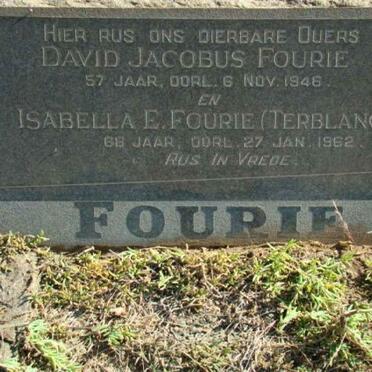 HIER RUS ONS DIERBARE OUERS
DAVID JACOBUS FOURIE
57 JAAR, OORL. 6 NOV. 1946.
EN
ISABELLA E. FOURIE (TERBLANC
68 JAAR, OORL. 27 JAN. 1962.
RUS IN VREDE.
FOURIE